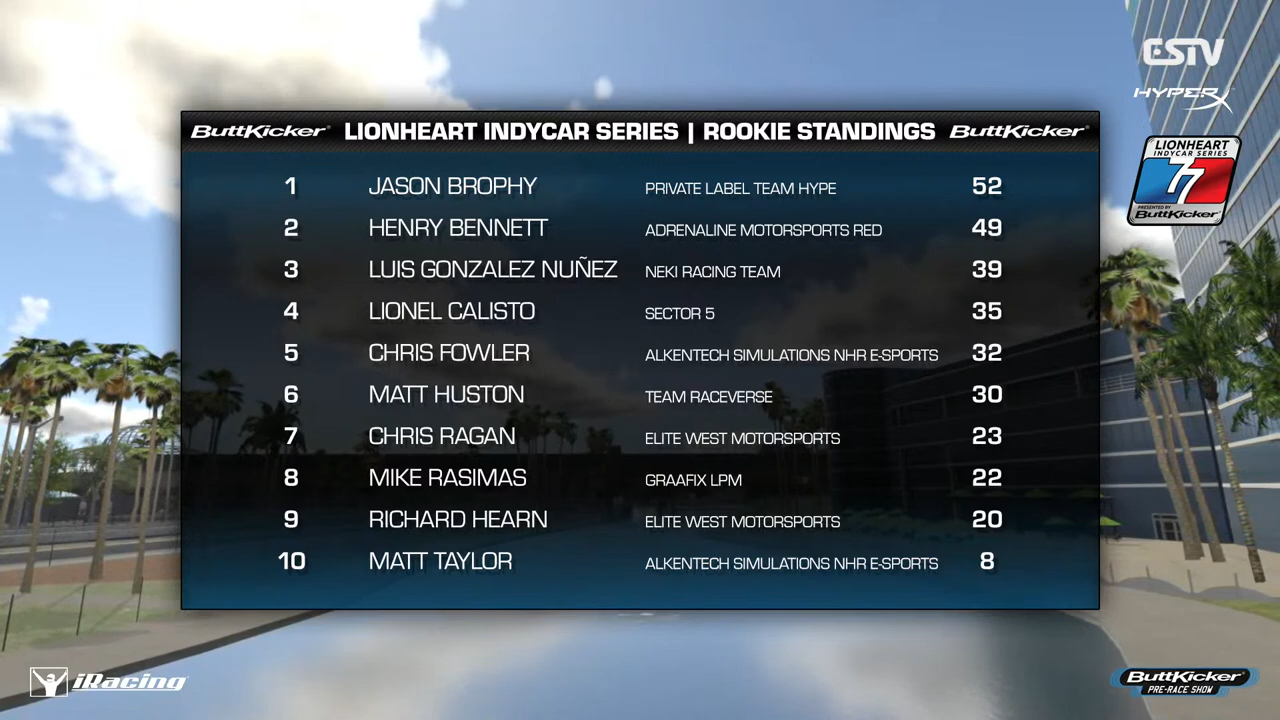 ESTV
HYPERX
LIONHEART
INDYCAR SERIES
77
PRESENTED BY
ButtKicker
ButtKicker® LIONHEART INDYCAR SERIES | ROOKIE STANDINGS ButtKicker®
1 JASON BROPHY PRIVATE LABEL TEAM HYPE 52
2 HENRY BENNETT ADRENALINE MOTORSPORTS RED 49
3 LUIS GONZALEZ NUÑEZ NEKI RACING TEAM 39
4 LIONEL CALISTO SECTOR 5 35
5 CHRIS FOWLER ALKENTECH SIMULATIONS NHR E-SPORTS 32
6 MATT HUSTON TEAM RACEVERSE 30
7 CHRIS RAGAN ELITE WEST MOTORSPORTS 23
8 MIKE RASIMAS GRAAFIX LPM 22
9 RICHARD HEARN ELITE WEST MOTORSPORTS 20
10 MATT TAYLOR ALKENTECH SIMULATIONS NHR E-SPORTS 8
iRacing
ButtKicker
PRE-RACE SHOW